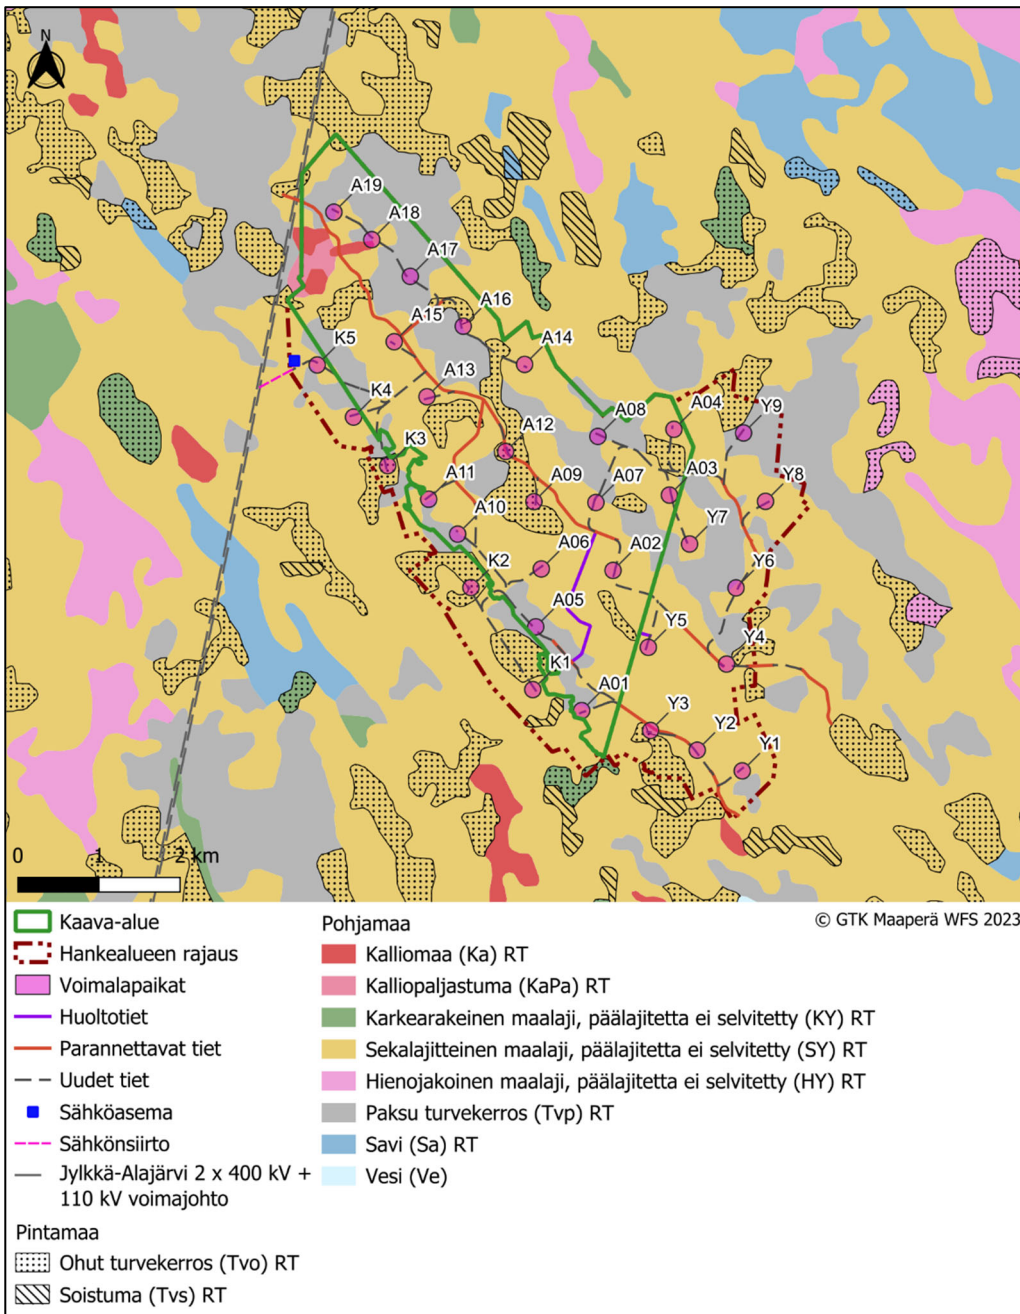 N
A19
A18
A17
A16
A15
A14
K5
A13
K4
A04
A08
Y9
A12
K3
A11
A09
A07
A03
Y8
A10
Y7
A06
A02
K2
Y6
A05
Y5
Y4
K1
A01
Y3
Y2
Y1
0 1 2 km
© GTK Maaperä WFS 2023
Kaava-alue
Hankealueen rajaus
Voimalapaikat
Huoltotiet
Parannettavat tiet
Uudet tiet
Sähköasema
Sähkönsiirto
Jylkkä-Alajärvi 2 x 400 kV +
110 kV voimajohto
Pintamaa
Ohut turvekerros (Tvo) RT
Soistuma (Tvs) RT
Pohjamaa
Kalliomaa (Ka) RT
Kalliopaljastuma (KaPa) RT
Karkearakeinen maalaji, päälajitetta ei selvitetty (KY) RT
Sekalajitteinen maalaji, päälajitetta ei selvitetty (SY) RT
Hienojakoinen maalaji, päälajitetta ei selvitetty (HY) RT
Paksu turvekerros (Tvp) RT
Savi (Sa) RT
Vesi (Ve)